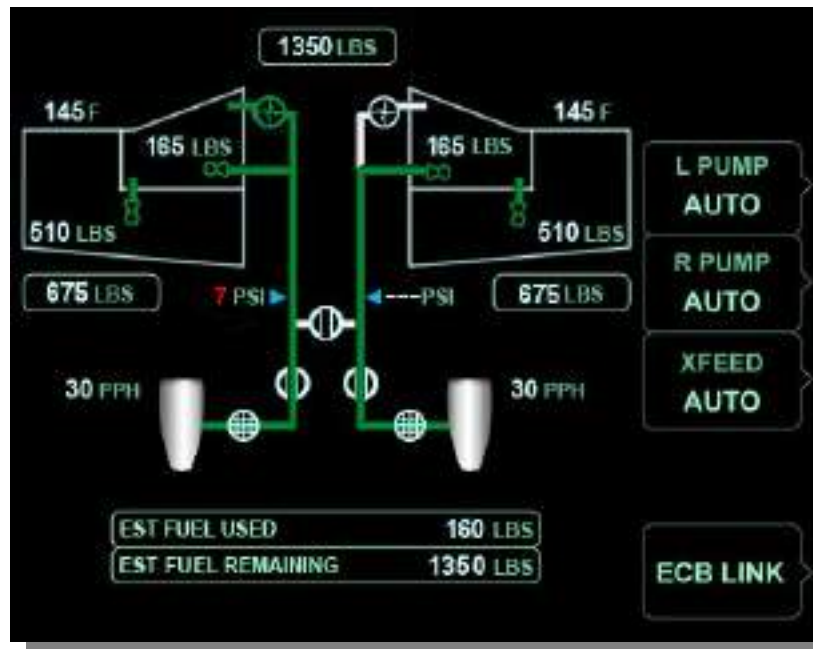 1350 LBS
145 F
145 F
165 LBS
165 LBS
L PUMP
AUTO
510 LBS
510 LBS
R PUMP
AUTO
675 LBS
7 PSI
---PSI
675 LBS
XFEED
AUTO
30 PPH
30 PPH
EST FUEL USED 160 LBS
EST FUEL REMAINING 1350 LBS
ECB LINK